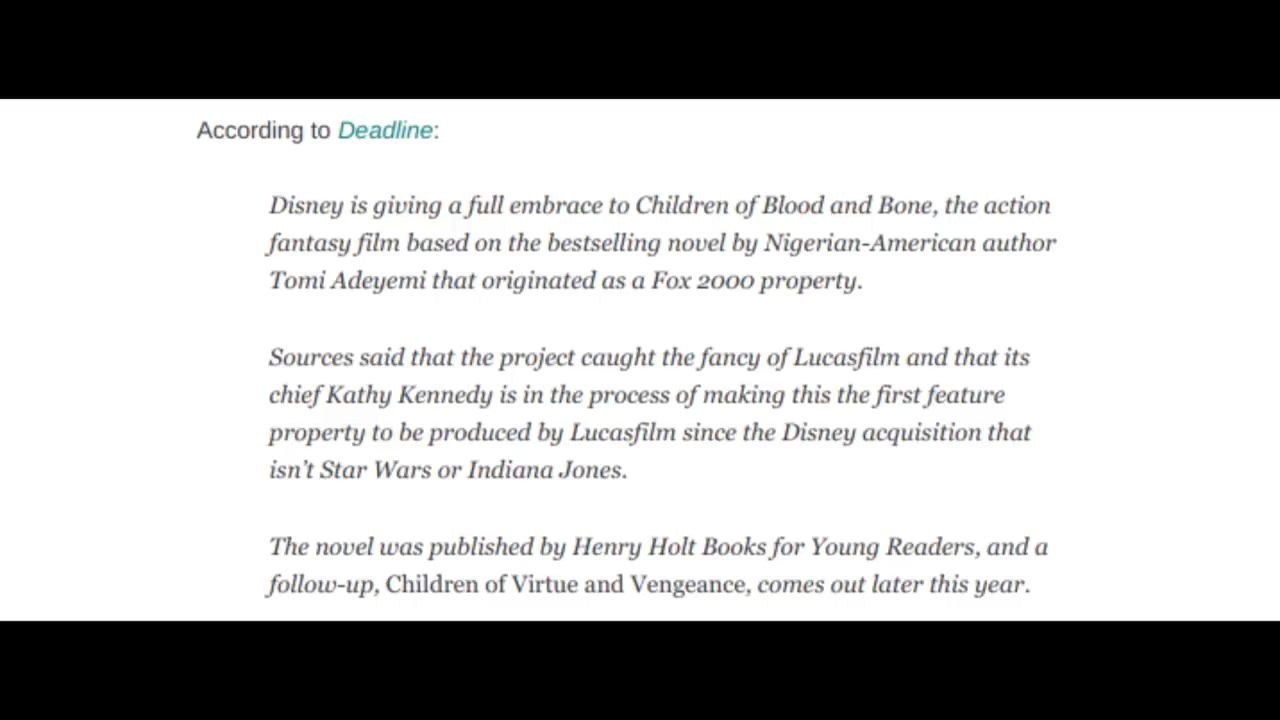 According to Deadline:
Disney is giving a full embrace to Children of Blood and Bone, the action
fantasy film based on the bestselling novel by Nigerian-American author
Tomi Adeyemi that originated as a Fox 2000 property.
Sources said that the project caught the fancy of Lucasfilm and that its
chief Kathy Kennedy is in the process of making this the first feature
property to be produced by Lucasfilm since the Disney acquisition that
isn’t Star Wars or Indiana Jones.
The novel was published by Henry Holt Books for Young Readers, and a
follow-up, Children of Virtue and Vengeance, comes out later this year.